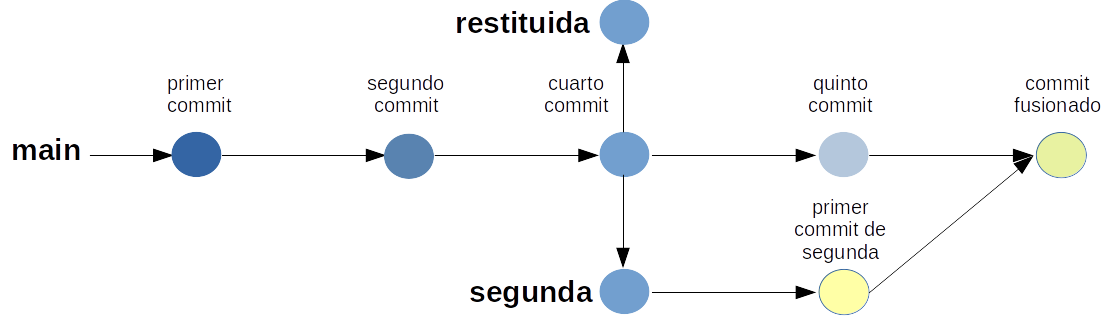 restituida
primer
commit
segundo
commit
cuarto
commit
quinto
commit
commit
fusionado
main
primer
commit de
segunda
segunda